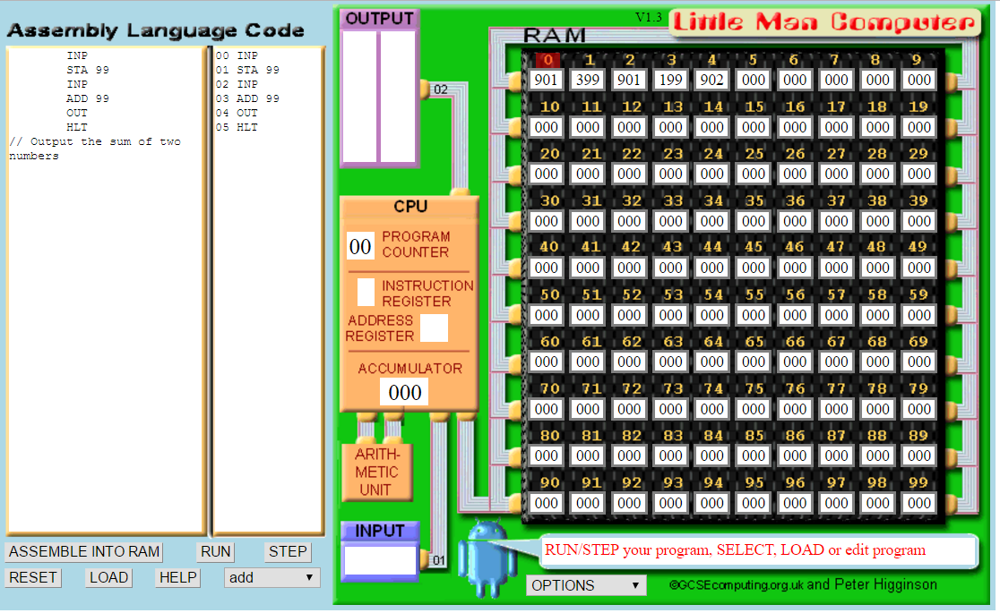 Assembly Language Code
INP
STA 99
INP
ADD 99
OUT
HLT
// Output the sum of two
numbers
00 INP
01 STA 99
02 INP
03 ADD 99
04 OUT
05 HLT
ASSEMBLE INTO RAM RUN STEP
RESET LOAD HELP add
OUTPUT
02
CPU
00 PROGRAM
COUNTER
INSTRUCTION
REGISTER
ADDRESS
REGISTER
ACCUMULATOR
000
ARITH-
METIC
UNIT
INPUT
01
V1.3 Little Man Computer
RAM
0 1 2 3 4 5 6 7 8 9
901 399 901 199 902 000 000 000 000 000
10 11 12 13 14 15 16 17 18 19
000 000 000 000 000 000 000 000 000 000
20 21 22 23 24 25 26 27 28 29
000 000 000 000 000 000 000 000 000 000
30 31 32 33 34 35 36 37 38 39
000 000 000 000 000 000 000 000 000 000
40 41 42 43 44 45 46 47 48 49
000 000 000 000 000 000 000 000 000 000
50 51 52 53 54 55 56 57 58 59
000 000 000 000 000 000 000 000 000 000
60 61 62 63 64 65 66 67 68 69
000 000 000 000 000 000 000 000 000 000
70 71 72 73 74 75 76 77 78 79
000 000 000 000 000 000 000 000 000 000
80 81 82 83 84 85 86 87 88 89
000 000 000 000 000 000 000 000 000 000
90 91 92 93 94 95 96 97 98 99
000 000 000 000 000 000 000 000 000 000
RUN/STEP your program, SELECT, LOAD or edit program
OPTIONS
©GCSEcomputing.org.uk and Peter Higginson